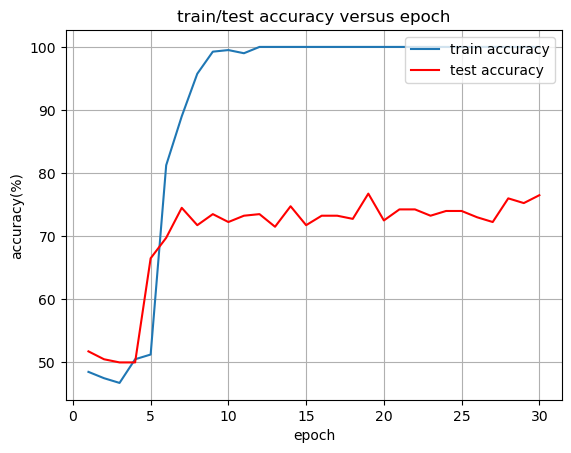 train/test accuracy versus epoch
100
90
80
70
60
50
accuracy(%)
train accuracy
test accuracy
0 5 10 15 20 25 30
epoch